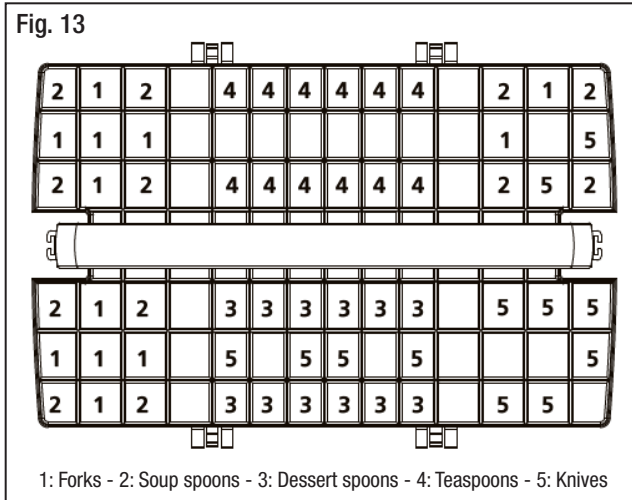 Fig. 13
2 1 2 4 4 4 4 4 4 2 1 2
1 1 1 1 5
2 1 2 4 4 4 4 4 4 2 5 2
2 1 2 3 3 3 3 3 3 5 5 5
1 1 1 5 5 5 5 5
2 1 2 3 3 3 3 3 3 5 5
1: Forks - 2: Soup spoons - 3: Dessert spoons - 4: Teaspoons - 5: Knives